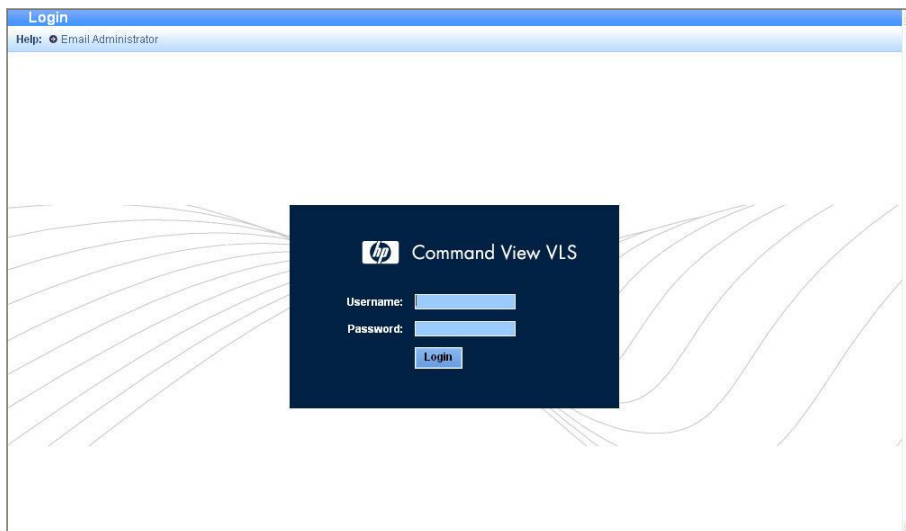 Login
Help: Email Administrator
hp Command View VLS
Username:
Password:
Login